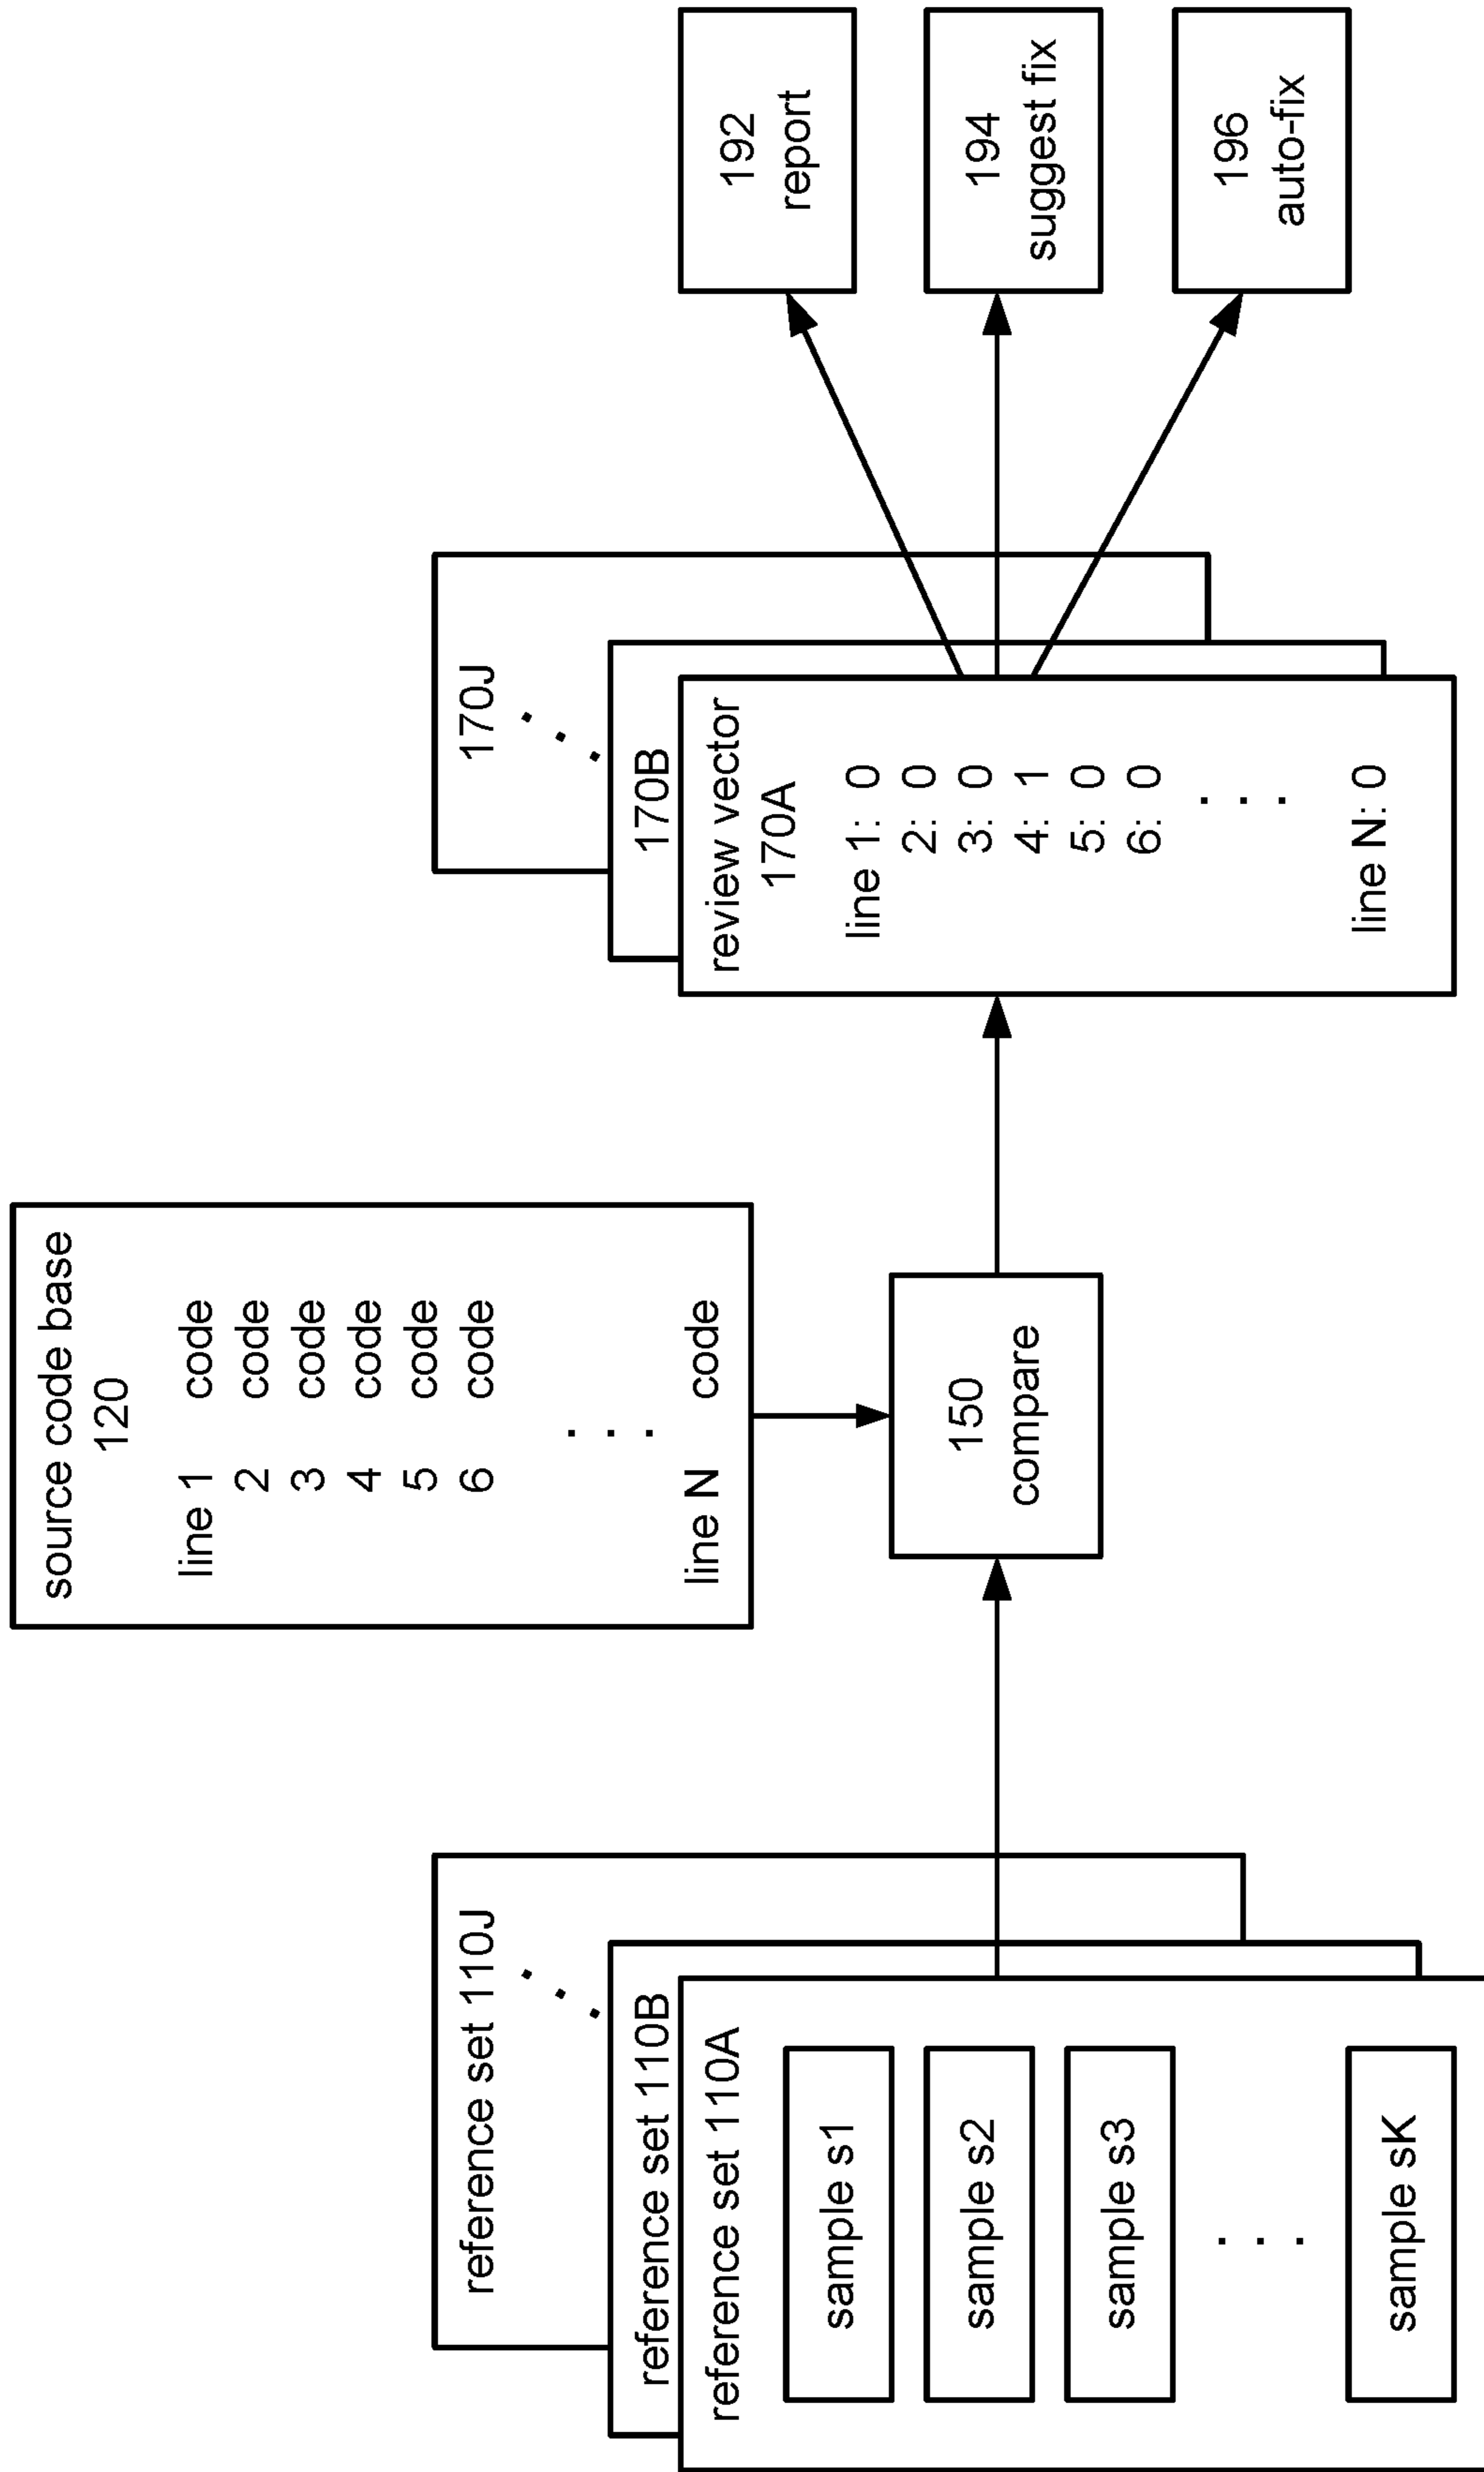 reference set 110J
reference set 110B
reference set 110A
sample s1
sample s2
sample s3
. . .
sample sK
source code base
120
line 1 code
2 code
3 code
4 code
5 code
6 code
. . .
line N code
150
compare
170J
170B
review vector
170A
line 1: 0
2: 0
3: 0
4: 1
5: 0
6: 0
. . .
line N: 0
192
report
194
suggest fix
196
auto-fix